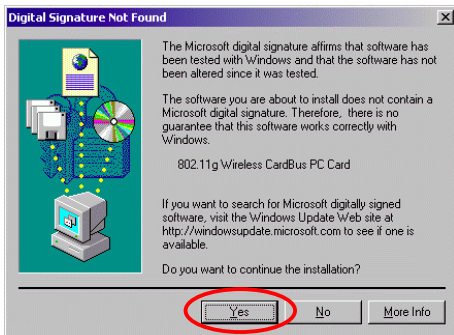 Digital Signature Not Found
The Microsoft digital signature affirms that software has
been tested with Windows and that the software has not
been altered since it was tested.
The software you are about to install does not contain a
Microsoft digital signature. Therefore, there is no
guarantee that this software works correctly with
Windows.
802.11g Wireless CardBus PC Card
If you want to search for Microsoft digitally signed
software, visit the Windows Update Web site at
http://windowsupdate.microsoft.com to see if one is
available.
Do you want to continue the installation?
Yes No More Info